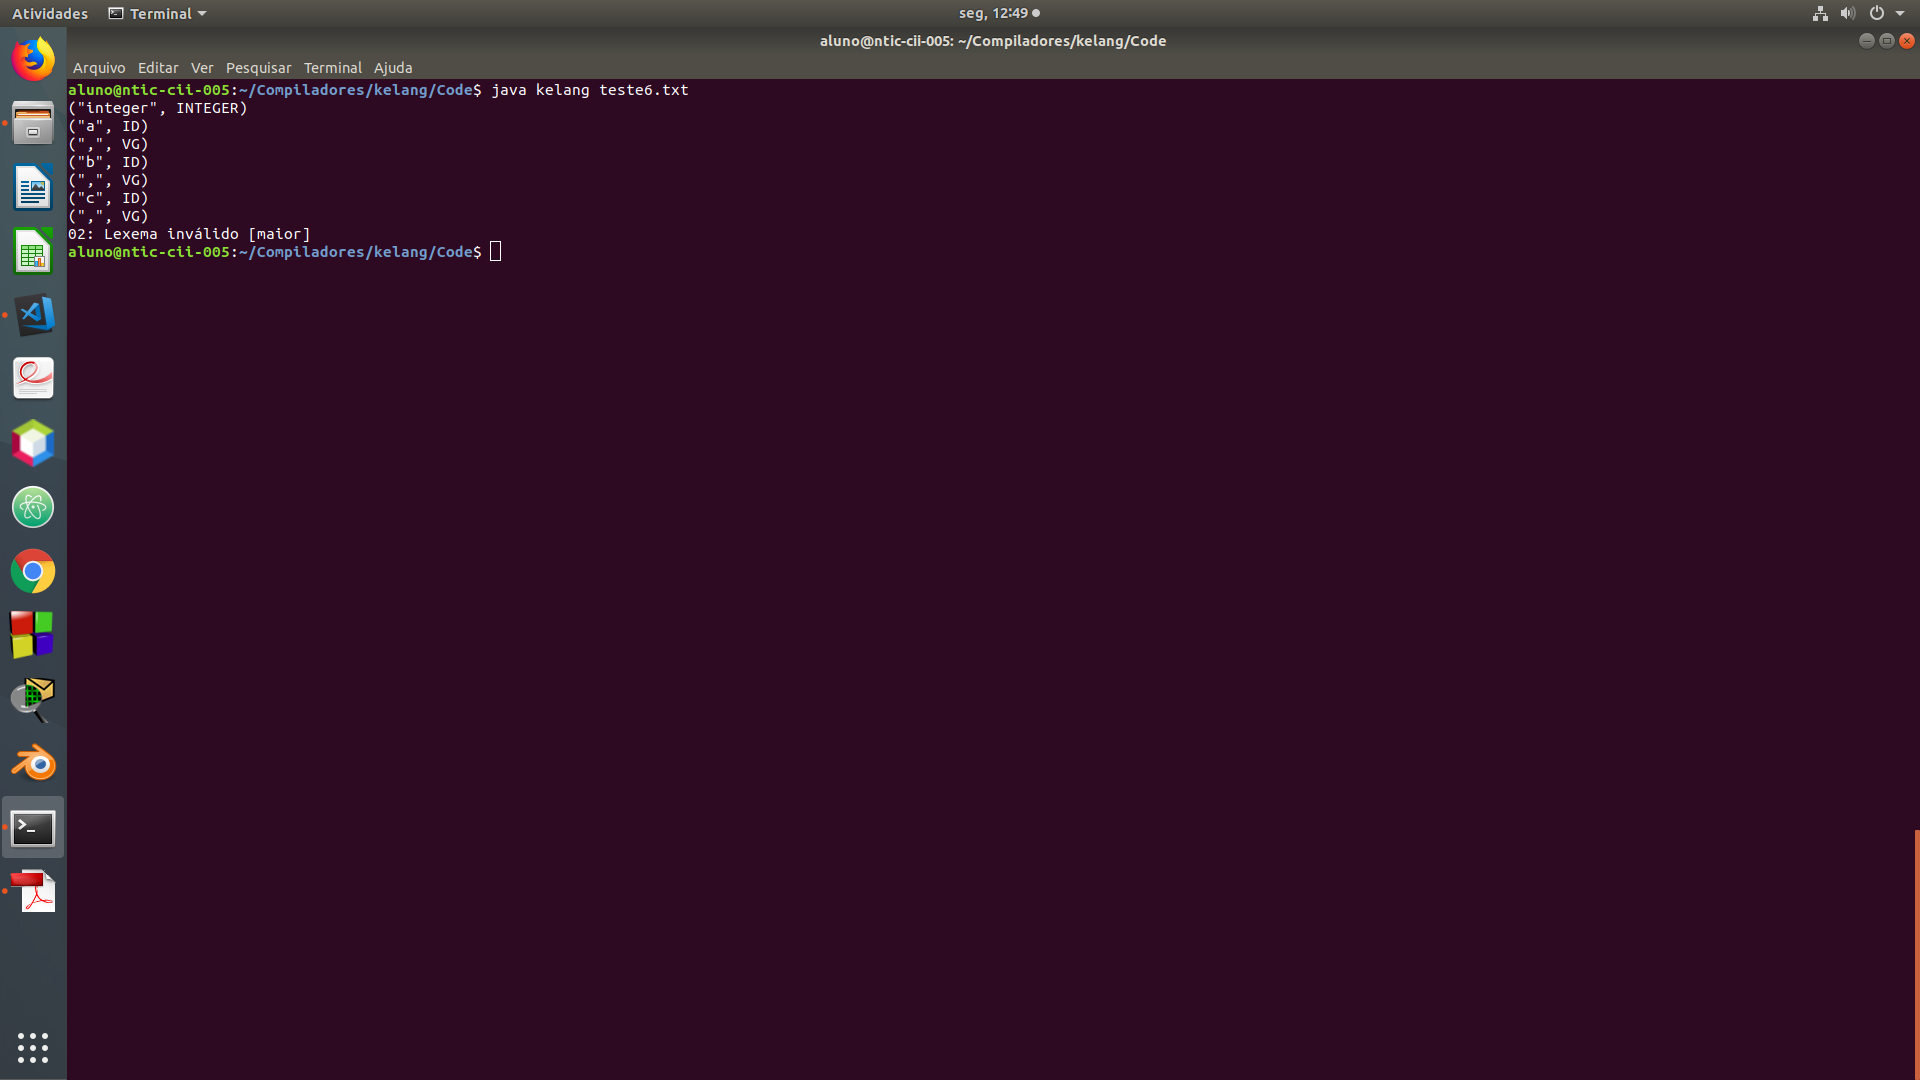 Atividades Terminal seg, 12:49
aluno@ntic-cii-005: ~/Compiladores/kelang/Code
Arquivo Editar Ver Pesquisar Terminal Ajuda
aluno@ntic-cii-005:~/Compiladores/kelang/Code$ java kelang teste6.txt
("integer", INTEGER)
("a", ID)
(",", VG)
("b", ID)
(",", VG)
("c", ID)
(",", VG)
02: Lexema inválido [maior]
aluno@ntic-cii-005:~/Compiladores/kelang/Code$